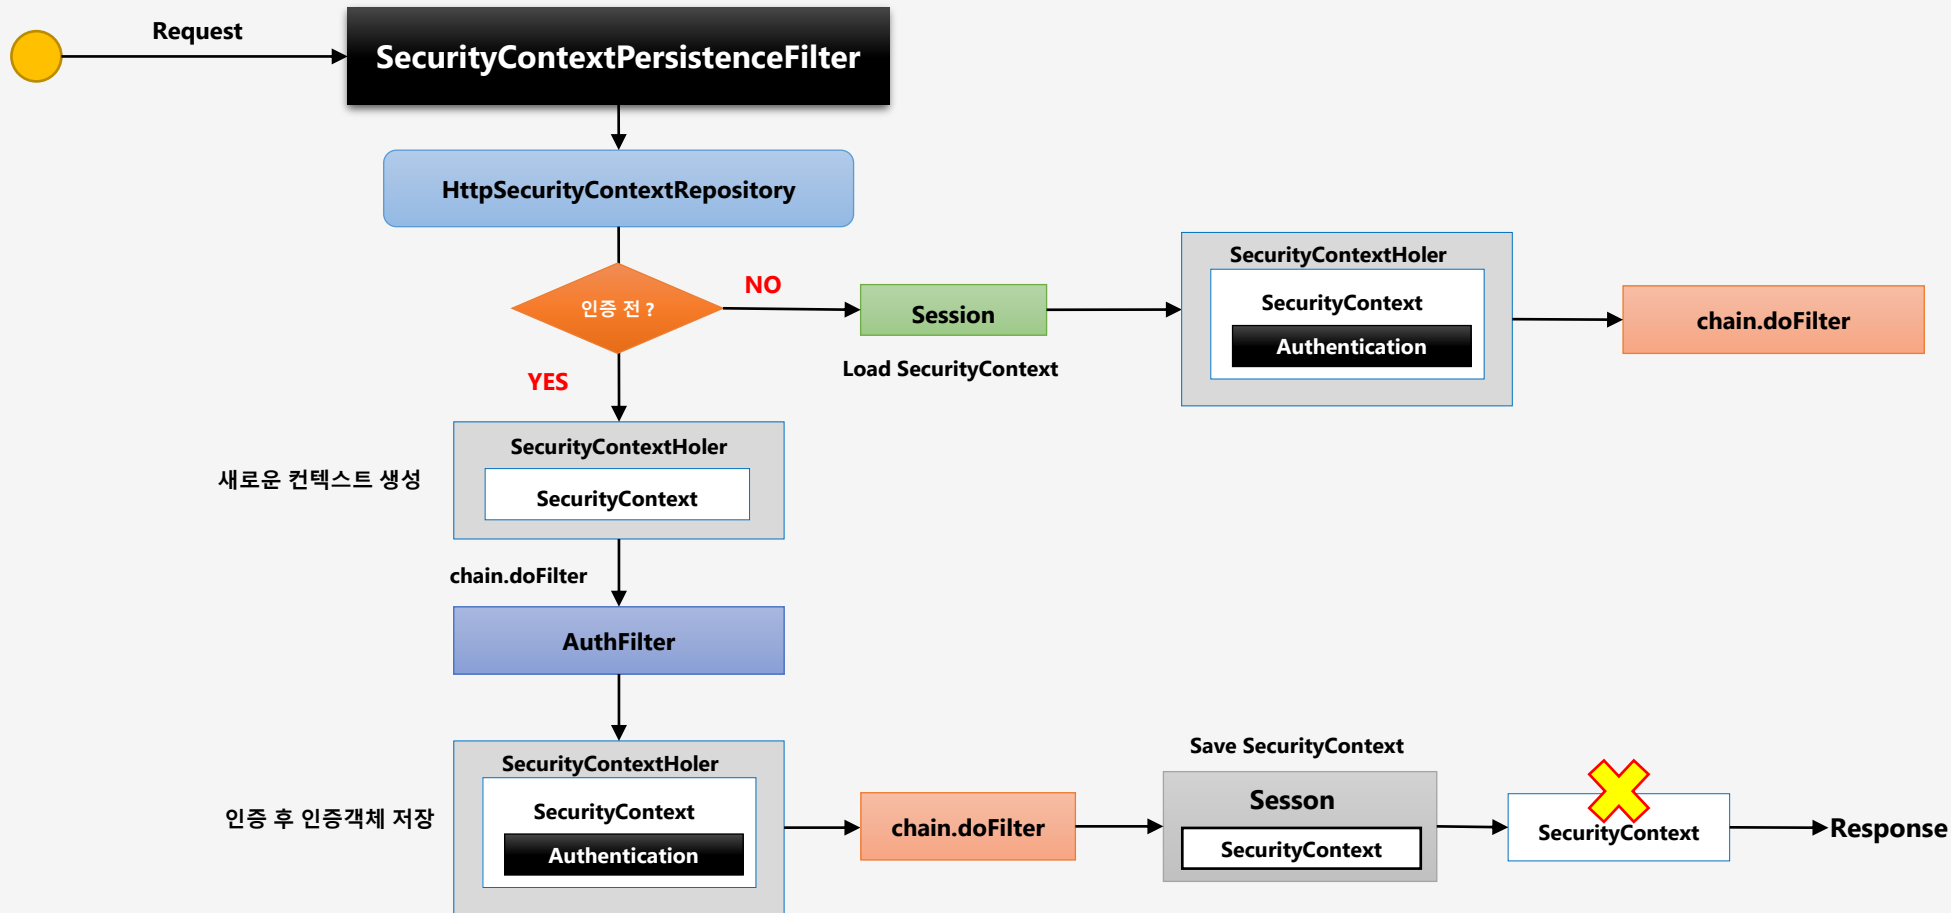 Request
SecurityContextPersistenceFilter
HttpSecurityContextRepository
인증 전 ?
NO
Session
Load SecurityContext
SecurityContextHoler
SecurityContext
Authentication
chain.doFilter
YES
새로운 컨텍스트 생성
SecurityContextHoler
SecurityContext
chain.doFilter
AuthFilter
인증 후 인증객체 저장
SecurityContextHoler
SecurityContext
Authentication
chain.doFilter
Save SecurityContext
Sesson
SecurityContext
SecurityContext
Response